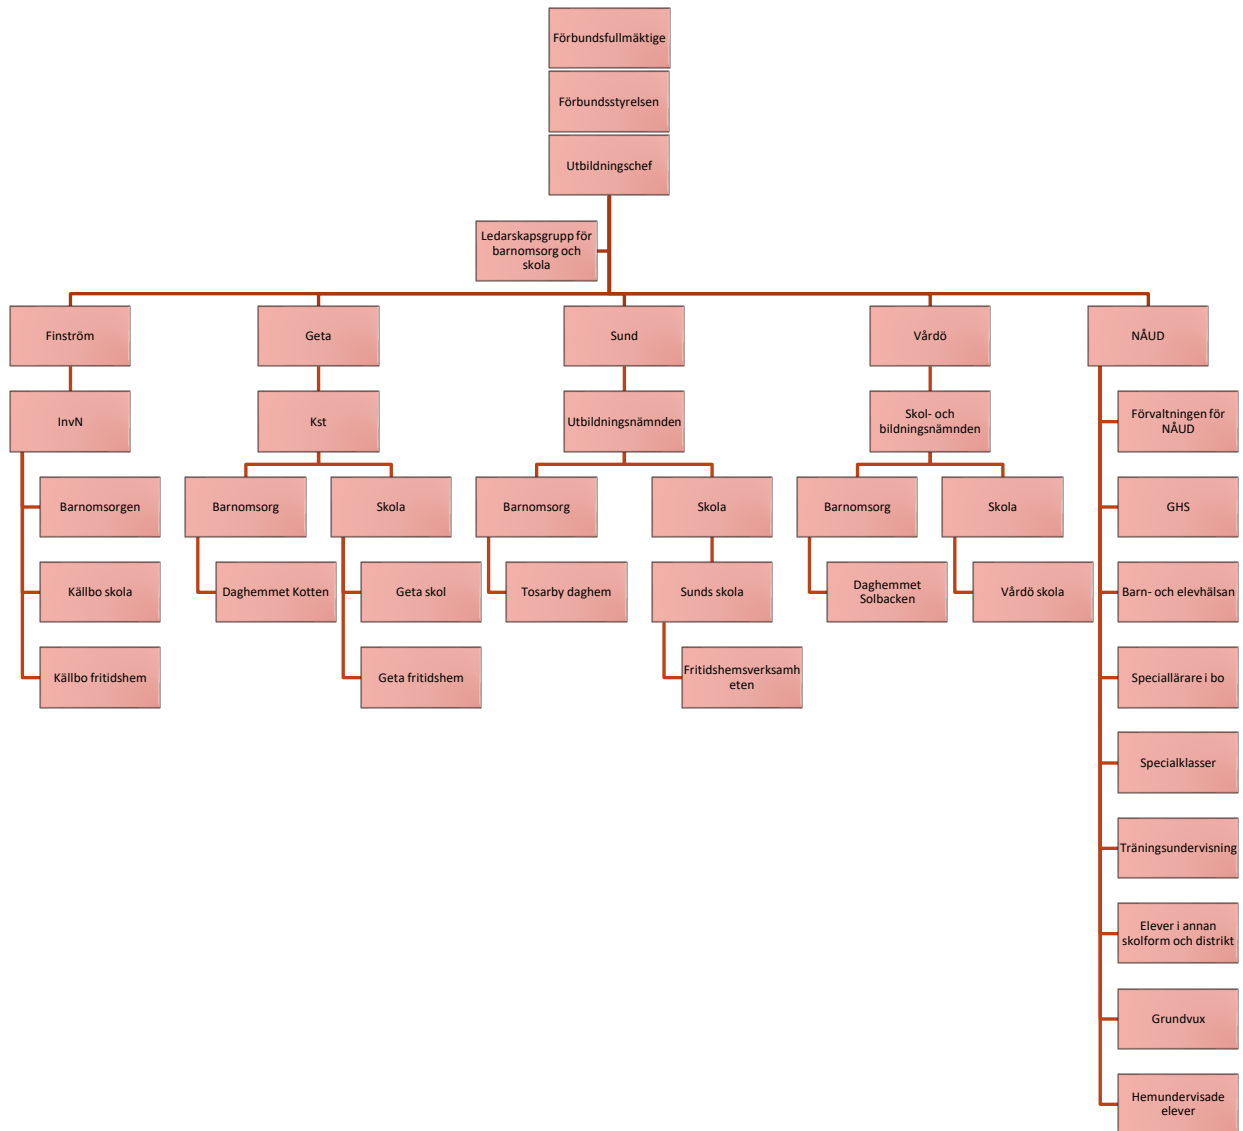 Förbundsfullmäktige
Förbundsstyrelsen
Utbildningschef
Ledarskapsgrupp för
barnomsorg och
skola
Finström
Geta
Sund
Vårdö
NÅUD
InvN
Kst
Utbildningsnämnden
Skol- och
bildningsnämnden
Förvaltningen för
NÅUD
Barnomsorgen
Barnomsorg
Skola
Barnomsorg
Skola
Barnomsorg
Skola
GHS
Källbo skola
Daghemmet Kotten
Geta skol
Tosarby daghem
Sunds skola
Daghemmet
Solbacken
Vårdö skola
Barn- och elevhälsan
Källbo fritidshem
Geta fritidshem
Fritidshemsverksamh
eten
Speciallärare i bo
Specialklasser
Träningsundervisning
Elever i annan
skolform och distrikt
Grundvux
Hemundervisade
elever